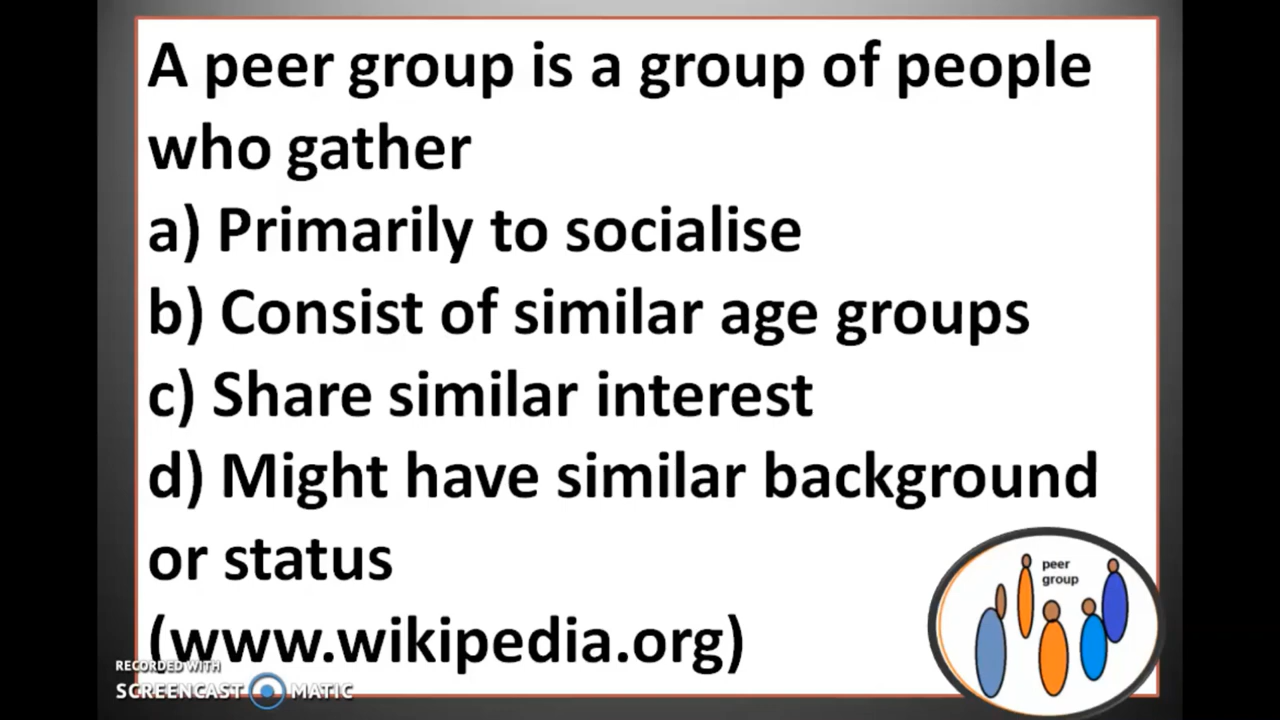 A peer group is a group of people
who gather
a) Primarily to socialise
b) Consist of similar age groups
c) Share similar interest
d) Might have similar background
or status
(www.wikipedia.org)
peer
group
RECORDED WITH
SCREENCAST MATIC